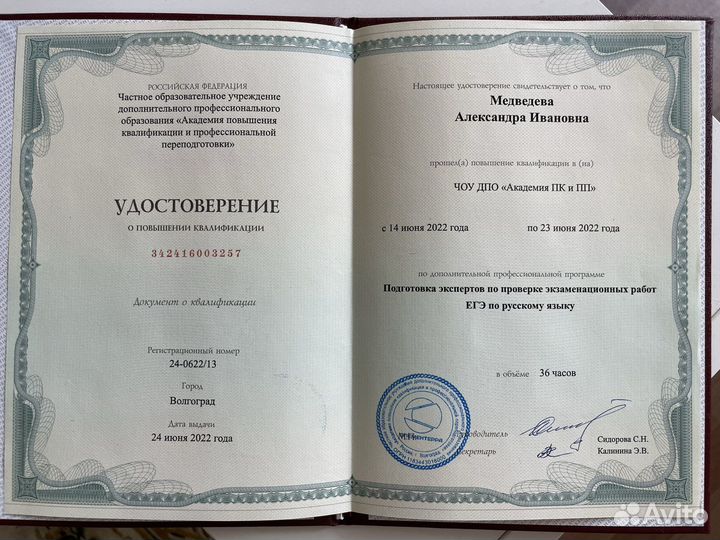 РОССИЙСКАЯ ФЕДЕРАЦИЯ
Частное образовательное учреждение
дополнительного профессионального
образования «Академия повышения
квалификации и профессиональной
переподготовки»
УДОСТОВЕРЕНИЕ
О ПОВЫШЕНИИ КВАЛИФИКАЦИИ
342416003257
Документ о квалификации
Регистрационный номер
24-0622/13
Город
Волгоград
Дата выдачи
24 июня 2022 года
Настоящее удостоверение свидетельствует о том, что
Медведева
Александра Ивановна
прошел(а) повышение квалификации в (на)
ЧОУ ДПО «Академия ПК и ПП»
с 14 июня 2022 года по 23 июня 2022 года
по дополнительной профессиональной программе
Подготовка экспертов по проверке экзаменационных работ
ЕГЭ по русскому языку
в объёме 36 часов
Руководитель Сидорова С.Н.
Секретарь Калинина Э.В.
Avito